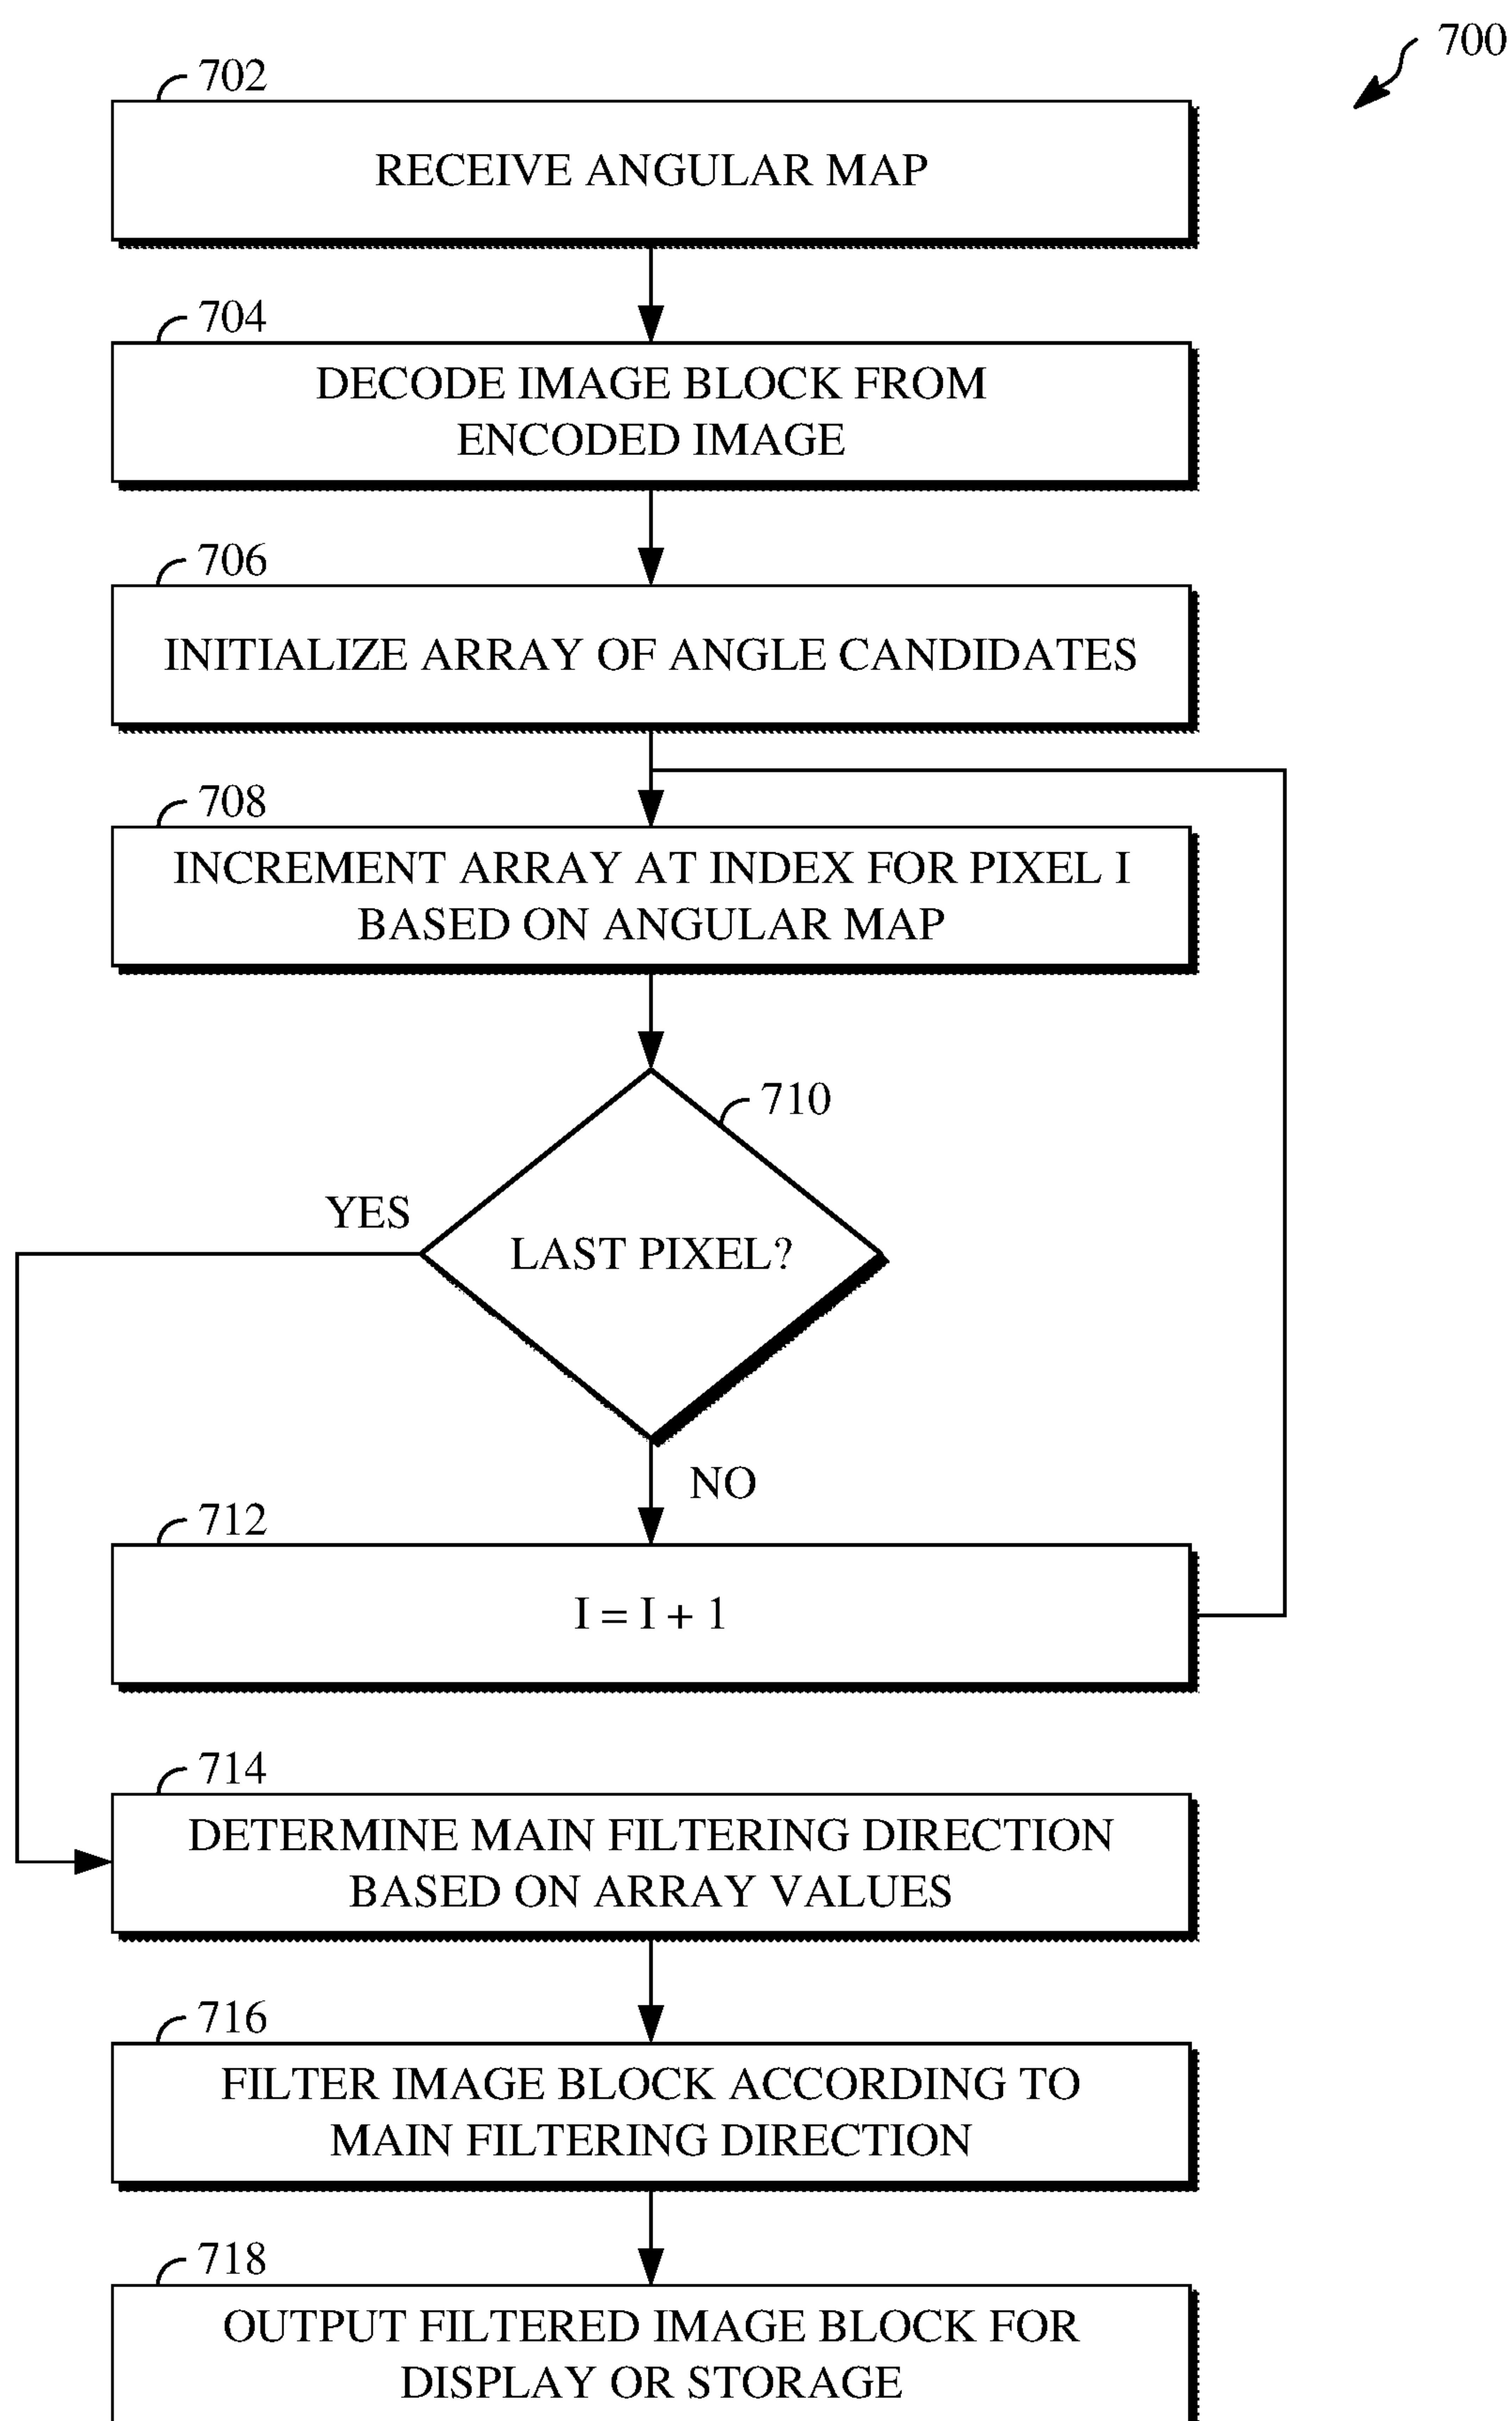 700
702
RECEIVE ANGULAR MAP
704
DECODE IMAGE BLOCK FROM
ENCODED IMAGE
706
INITIALIZE ARRAY OF ANGLE CANDIDATES
708
INCREMENT ARRAY AT INDEX FOR PIXEL I
BASED ON ANGULAR MAP
710
YES
LAST PIXEL?
NO
712
I = I + 1
714
DETERMINE MAIN FILTERING DIRECTION
BASED ON ARRAY VALUES
716
FILTER IMAGE BLOCK ACCORDING TO
MAIN FILTERING DIRECTION
718
OUTPUT FILTERED IMAGE BLOCK FOR
DISPLAY OR STORAGE